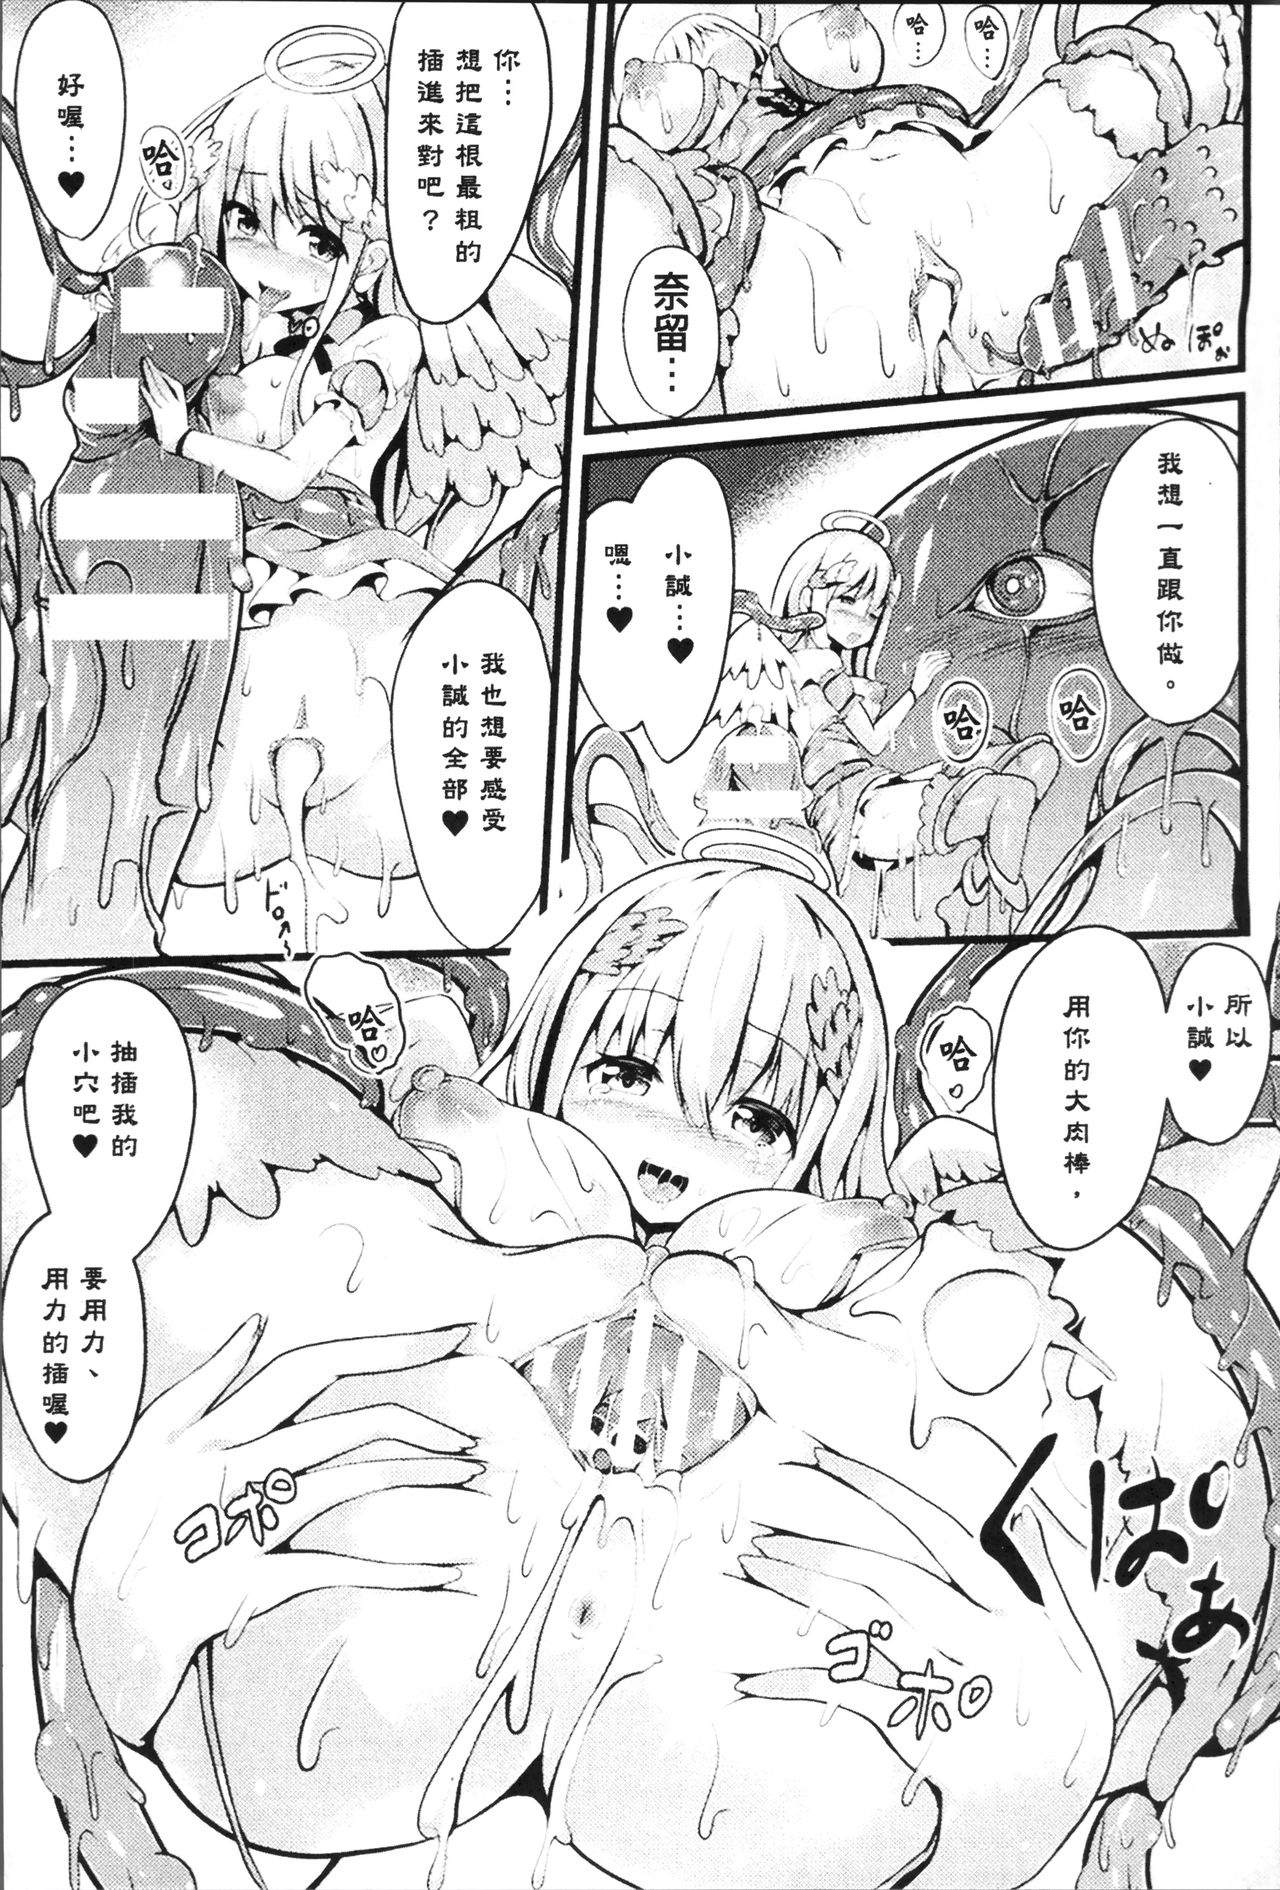 哈…
哈…
奈留…
ぬぽぉ
我想一直跟你做。
哈
哈
小誠…♥
嗯…♥
你…
想把這根最粗的
插進來對吧？
哈♥
好喔…♥
我也想要感受
小誠的全部♥
ドロォ～
所以
小誠♥
用你的大肉棒，
哈♥
哈♥
抽插我的
小穴吧♥
要用力、
用力的插喔♥
くぱぁ
コポ
ゴポ